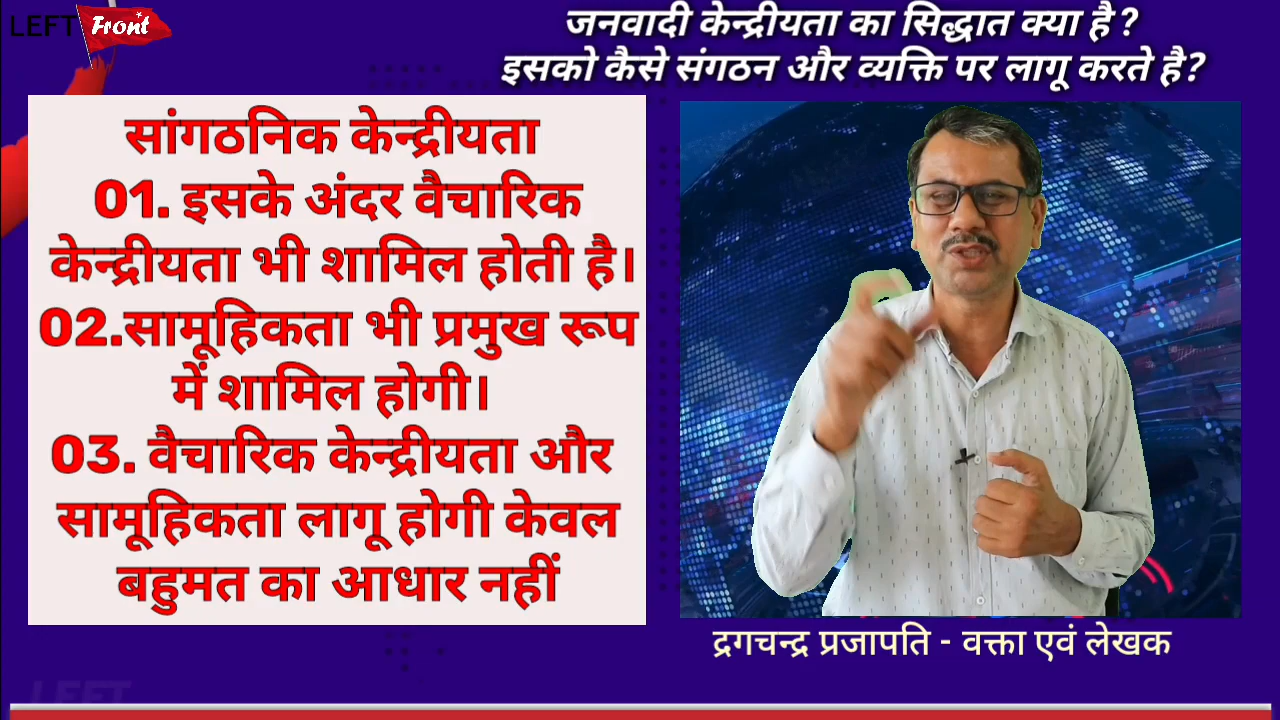 LEFT Front
जनवादी केन्द्रीयता का सिद्धात क्या है ?
इसको कैसे संगठन और व्यक्ति पर लागू करते है?
सांगठनिक केन्द्रीयता
01. इसके अंदर वैचारिक
केन्द्रीयता भी शामिल होती है।
02.सामूहिकता भी प्रमुख रूप
में शामिल होगी।
03. वैचारिक केन्द्रीयता और
सामूहिकता लागू होगी केवल
बहुमत का आधार नहीं
द्रगचन्द्र प्रजापति - वक्ता एवं लेखक
LEFT